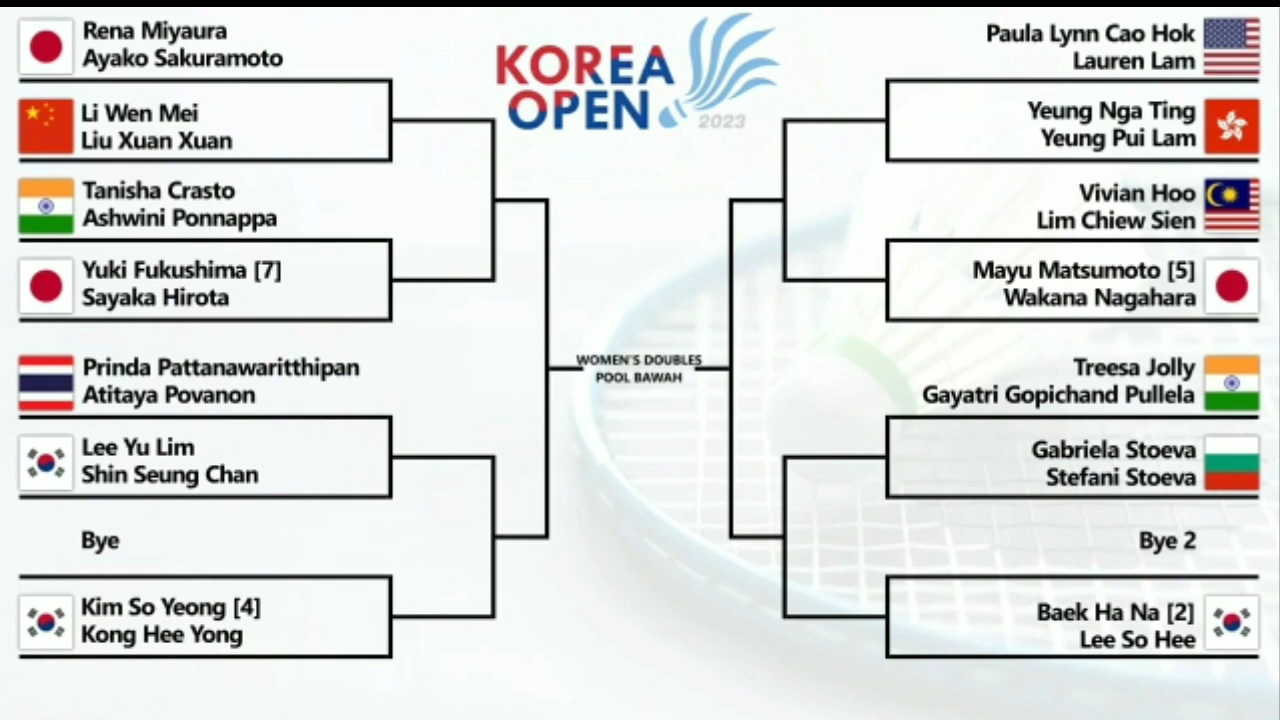 Rena Miyaura
Ayako Sakuramoto
Li Wen Mei
Liu Xuan Xuan
Tanisha Crasto
Ashwini Ponnappa
Yuki Fukushima [7]
Sayaka Hirota
Prinda Pattanawaritthipan
Atitaya Povanon
Lee Yu Lim
Shin Seung Chan
Bye
Kim So Yeong [4]
Kong Hee Yong
KOREA
OPEN
2023
WOMEN'S DOUBLES
POOL BAWAH
Paula Lynn Cao Hok
Lauren Lam
Yeung Nga Ting
Yeung Pui Lam
Vivian Hoo
Lim Chiew Sien
Mayu Matsumoto [5]
Wakana Nagahara
Treesa Jolly
Gayatri Gopichand Pullela
Gabriela Stoeva
Stefani Stoeva
Bye 2
Baek Ha Na [2]
Lee So Hee